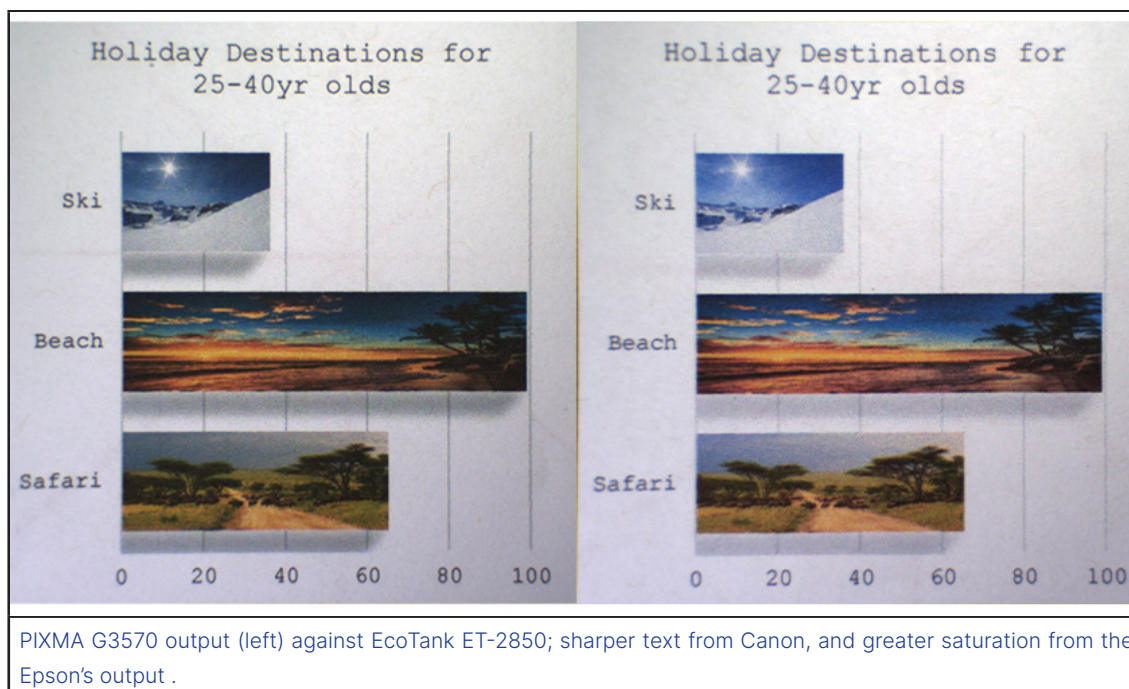 Holiday Destinations for
25-40yr olds
Ski
Beach
Safari
0 20 40 60 80 100
Holiday Destinations for
25-40yr olds
Ski
Beach
Safari
0 20 40 60 80 100
PIXMA G3570 output (left) against EcoTank ET-2850; sharper text from Canon, and greater saturation from the
Epson’s output .